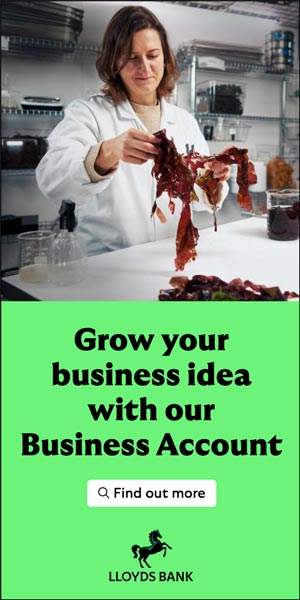 Grow your
business idea
with our
Business Account
Find out more
LLOYDS BANK